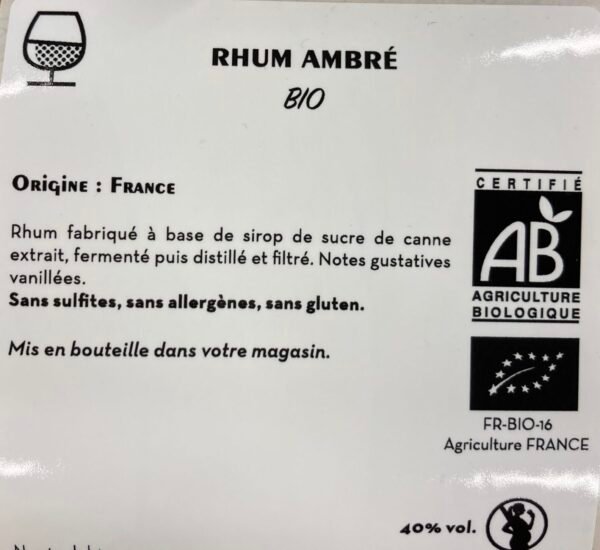 RHUM AMBRÉ
BIO
ORIGINE : FRANCE
Rhum fabriqué à base de sirop de sucre de canne
extrait, fermenté puis distillé et filtré. Notes gustatives
vanillées.
Sans sulfites, sans allergènes, sans gluten.
Mis en bouteille dans votre magasin.
CERTIFIÉ
AB
AGRICULTURE
BIOLOGIQUE
FR-BIO-16
Agriculture FRANCE
40% vol.